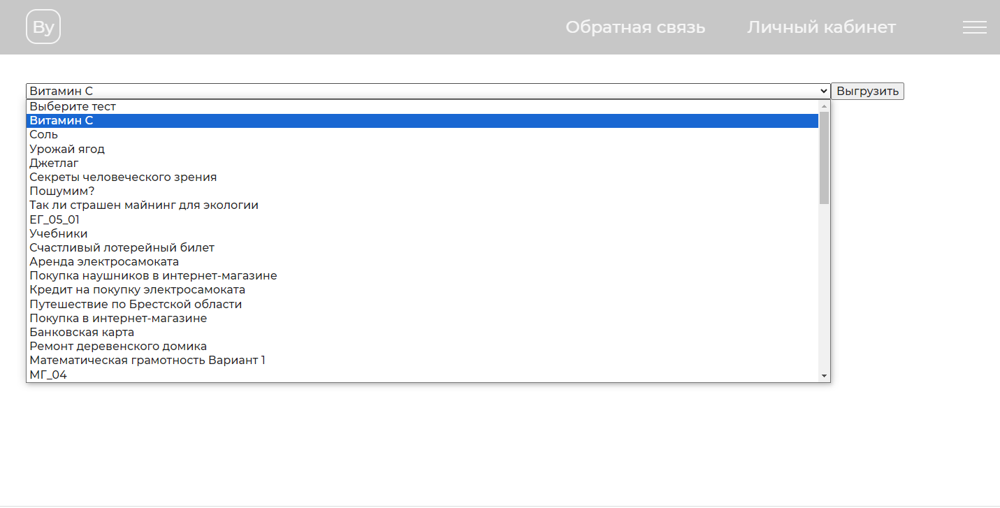 By
Обратная связь
Личный кабинет
Витамин С
Выгрузить
Выберите тест
Витамин С
Соль
Урожай ягод
Джетлаг
Секреты человеческого зрения
Пошумим?
Так ли страшен майнинг для экологии
ЕГ_05_01
Учебники
Счастливый лотерейный билет
Аренда электросамоката
Покупка наушников в интернет-магазине
Кредит на покупку электросамоката
Путешествие по Брестской области
Покупка в интернет-магазине
Банковская карта
Ремонт деревенского домика
Математическая грамотность Вариант 1
МГ_04